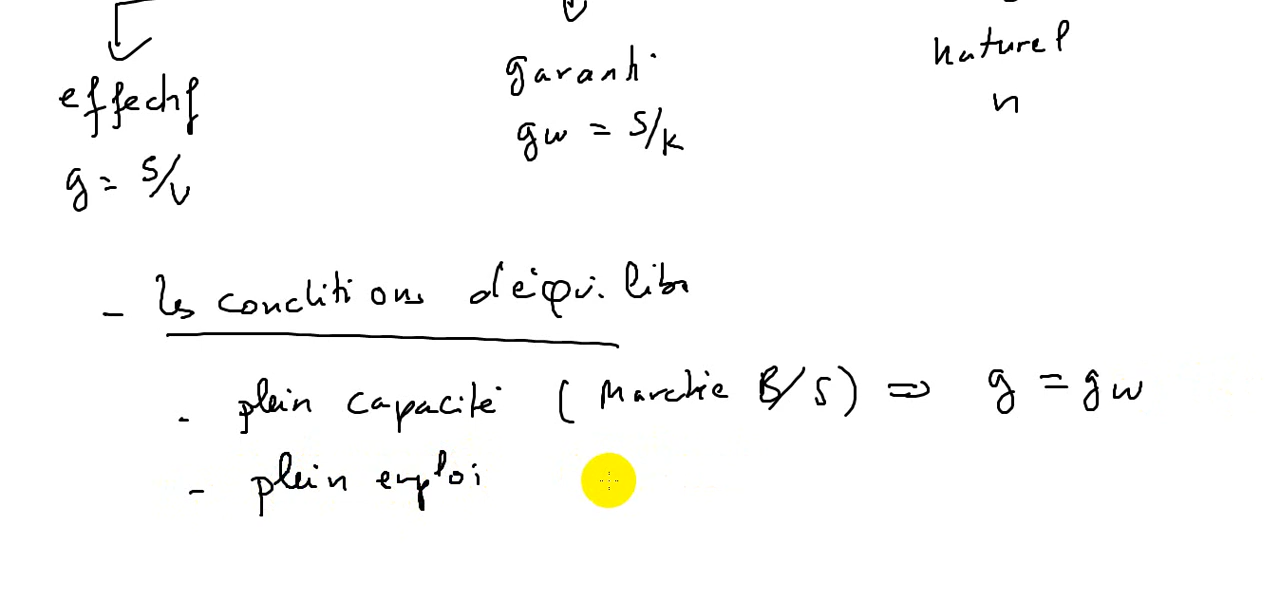 effectif
g = s/v
garanti
gw = s/k
naturel
n
- les conditions d'équilibre
- plein capacité ( Marché B/S) => g = gw
- plein emploi